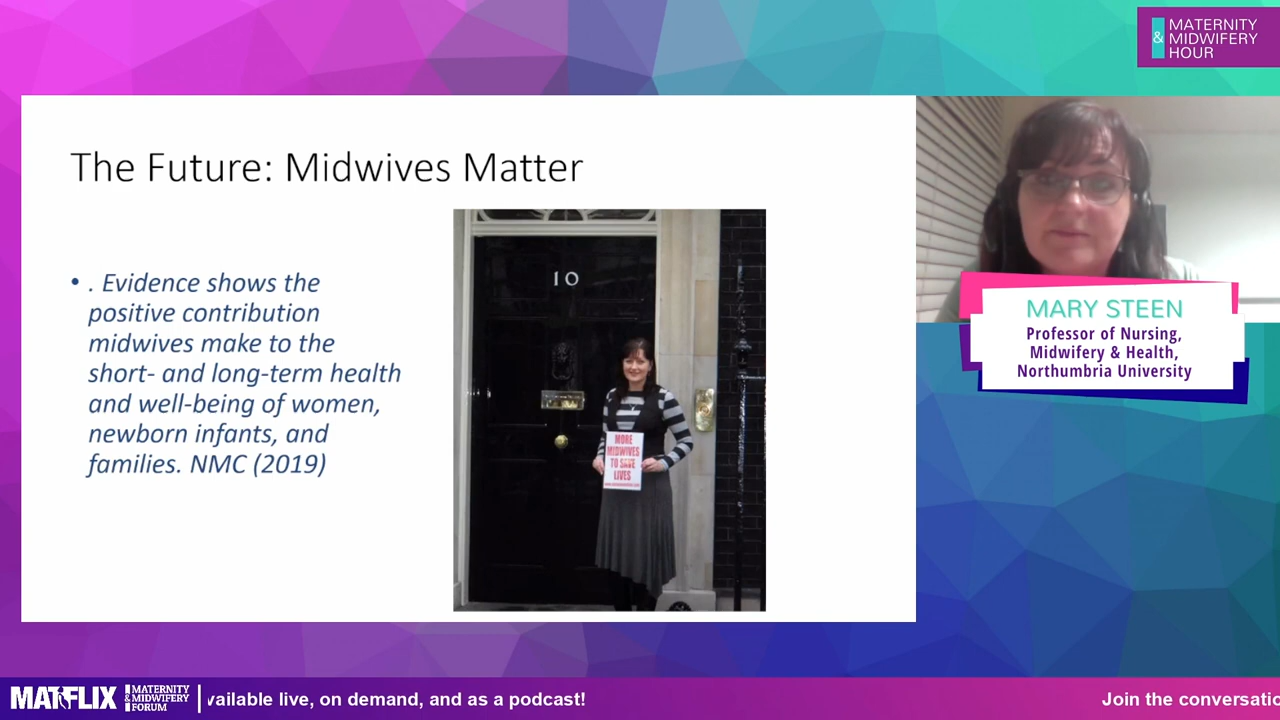 MATERNITY
& MIDWIFERY
HOUR
The Future: Midwives Matter
• . Evidence shows the
positive contribution
midwives make to the
short- and long-term health
and well-being of women,
newborn infants, and
families. NMC (2019)
10
MORE
MIDWIVES
TO SAVE
LIVES
MARY STEEN
Professor of Nursing,
Midwifery & Health,
Northumbria University
MATFLIX
MATERNITY
& MIDWIFERY
FORUM
vailable live, on demand, and as a podcast!
Join the conversatio